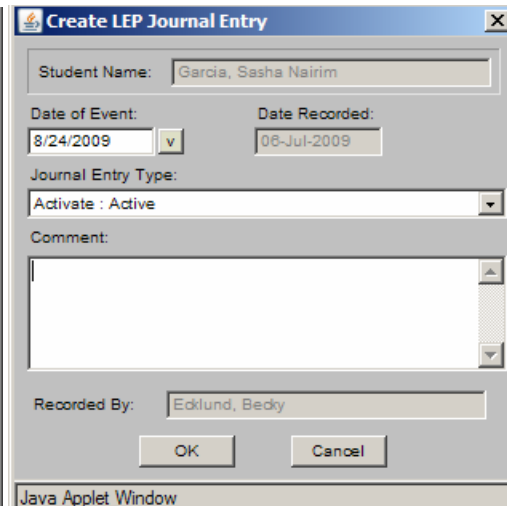 Create LEP Journal Entry
Student Name: Garcia, Sasha Nairim
Date of Event: Date Recorded:
8/24/2009 v 06-Jul-2009
Journal Entry Type:
Activate : Active
Comment:
Recorded By: Ecklund, Becky
OK Cancel
Java Applet Window